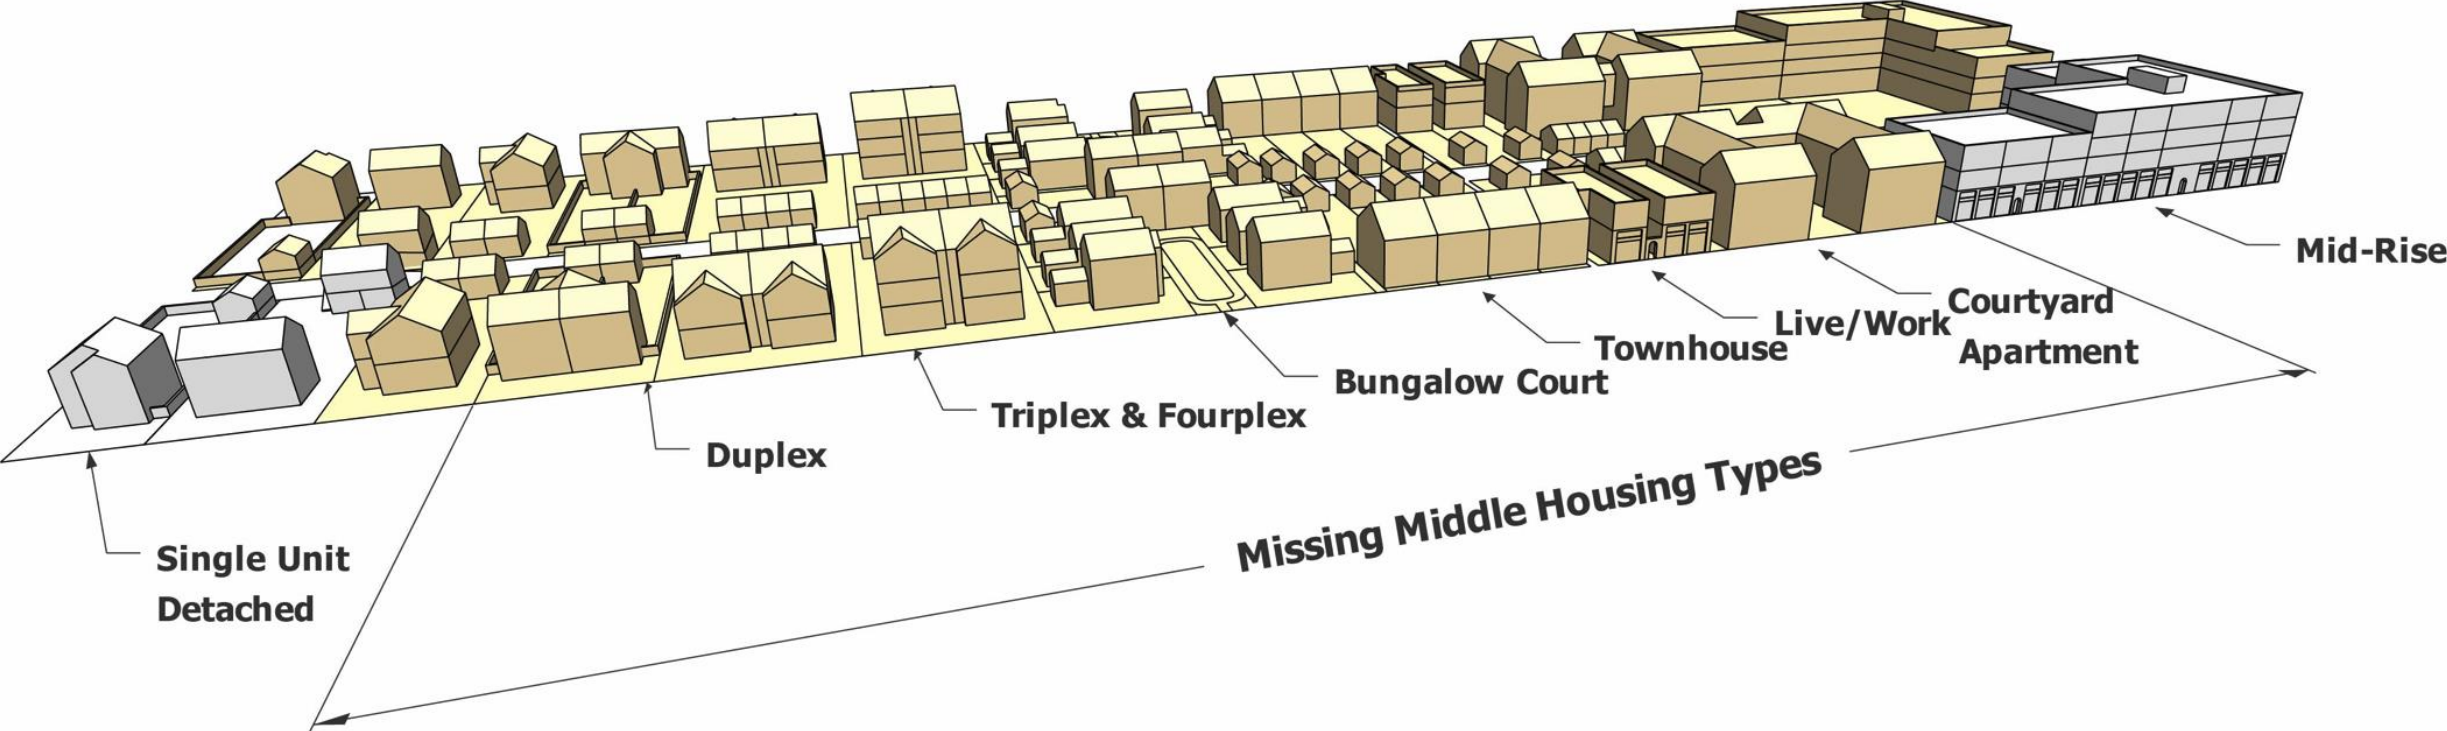 Single Unit
Detached
Duplex
Triplex & Fourplex
Bungalow Court
Townhouse
Live/Work
Courtyard
Apartment
Mid-Rise
Missing Middle Housing Types